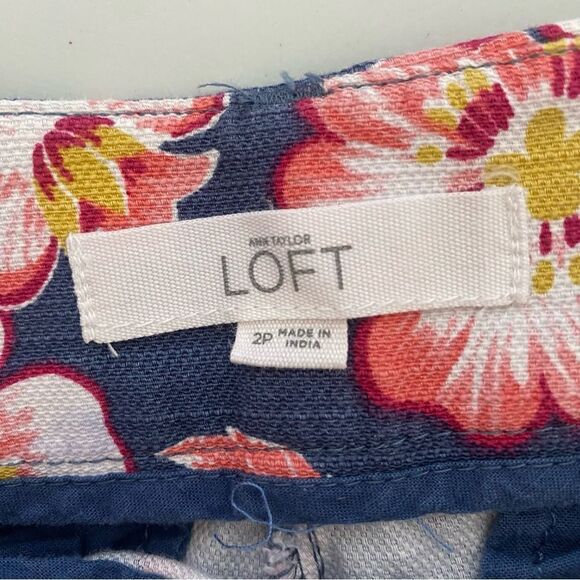 ANN TAYLOR
LOFT
2P MADE IN
INDIA